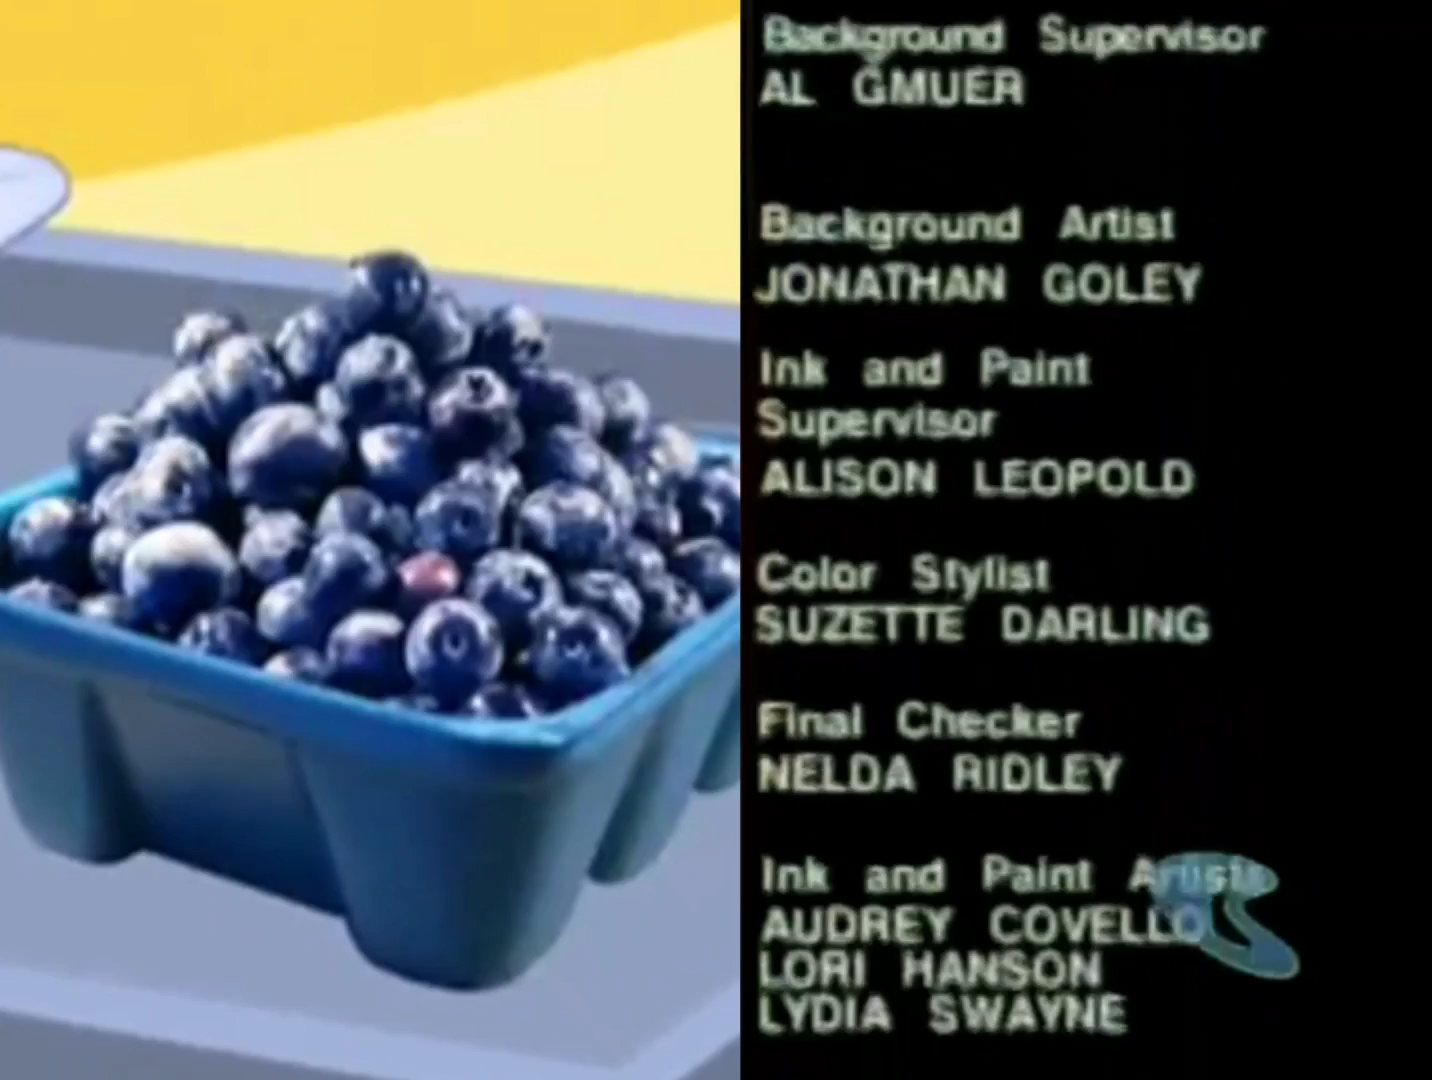 Background Supervisor
AL GMUER
Background Artist
JONATHAN GOLEY
Ink and Paint
Supervisor
ALISON LEOPOLD
Color Stylist
SUZETTE DARLING
Final Checker
NELDA RIDLEY
Ink and Paint Artists
AUDREY COVELLO
LORI HANSON
LYDIA SWAYNE